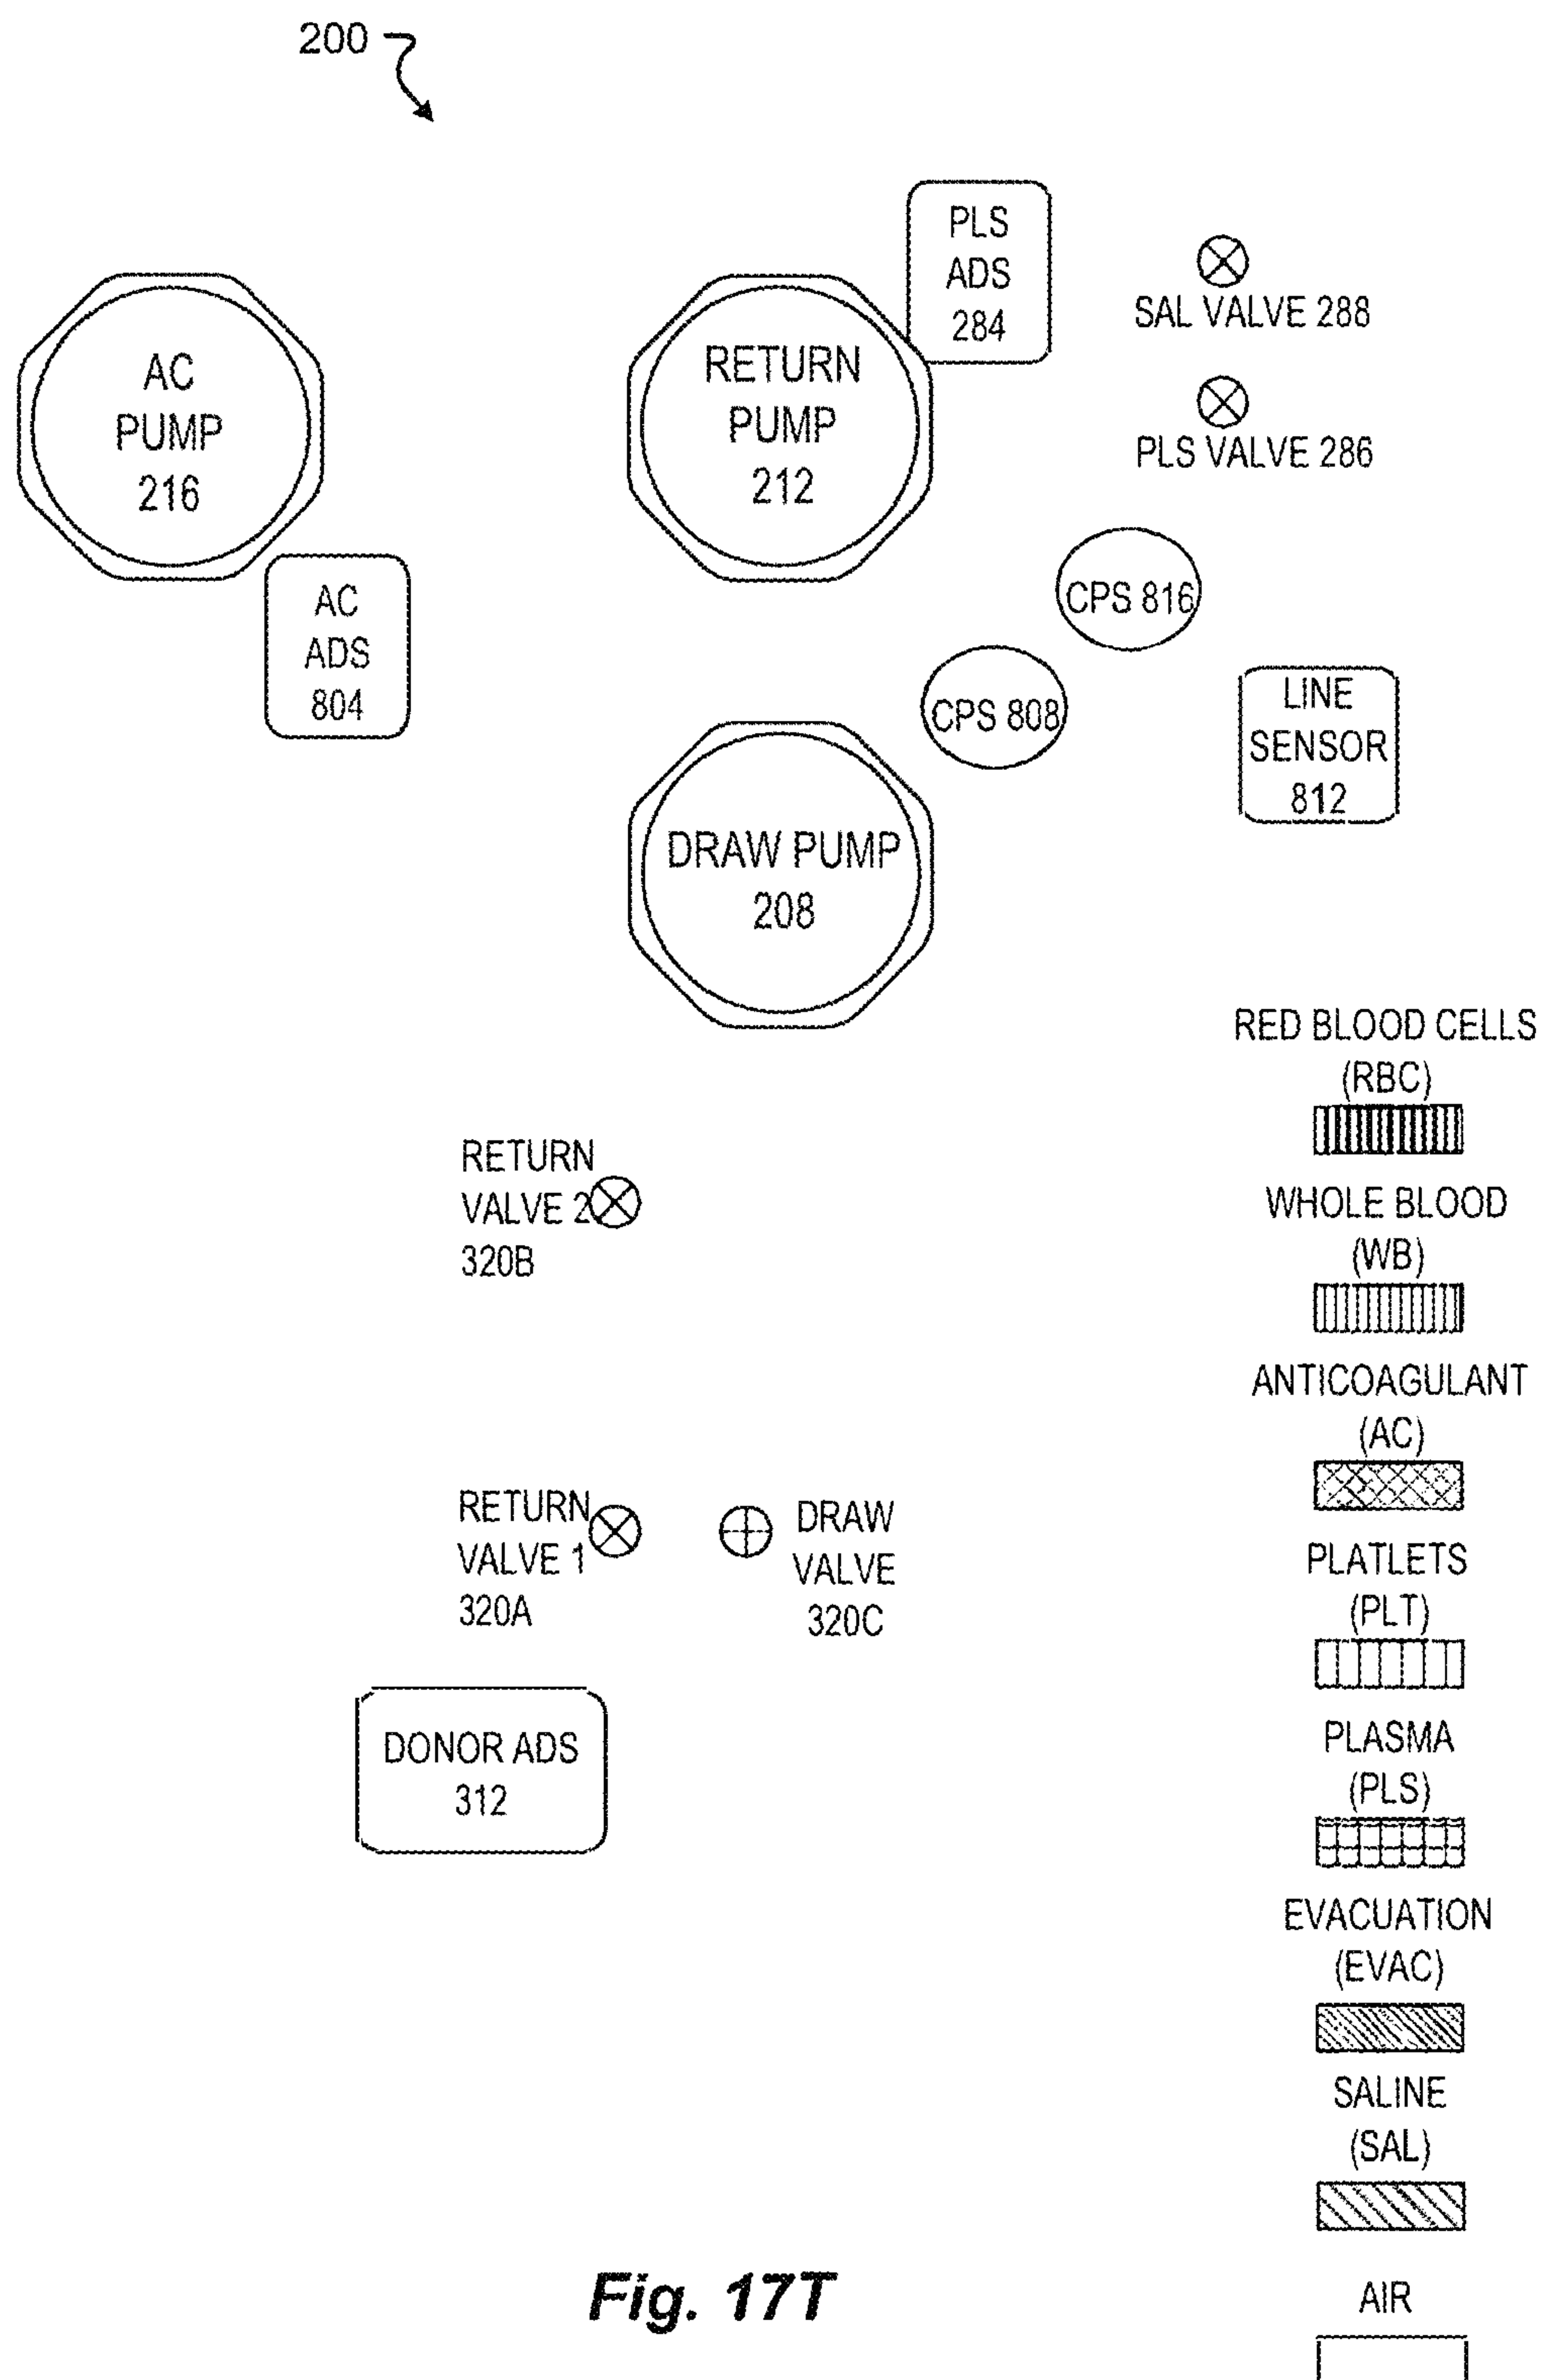 200
PLS
ADS
284
SAL VALVE 288
PLS VALVE 286
AC
PUMP
216
RETURN
PUMP
212
AC
ADS
804
CPS 816
CPS 808
LINE
SENSOR
812
DRAW PUMP
208
RETURN
VALVE 2
320B
RETURN
VALVE 1
320A
DRAW
VALVE
320C
DONOR ADS
312
RED BLOOD CELLS
(RBC)
WHOLE BLOOD
(WB)
ANTICOAGULANT
(AC)
PLATLETS
(PLT)
PLASMA
(PLS)
EVACUATION
(EVAC)
SALINE
(SAL)
AIR
Fig. 17T